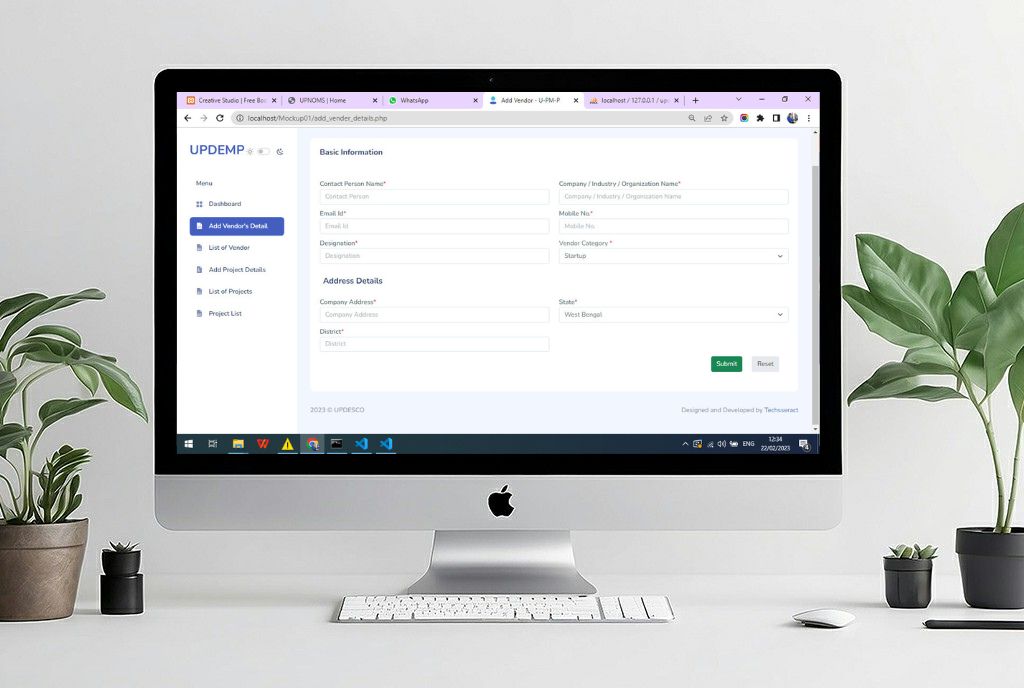 Creative Studio | Free Boo
UPNOMS | Home
WhatsApp
Add Vendor - U-PM-P
localhost / 127.0.0.1 / up
localhost/Mockup01/add_vender_details.php
UPDEMP
Menu
Dashboard
Add Vendor's Detail
List of Vendor
Add Project Details
List of Projects
Project List
Basic Information
Contact Person Name*
Company / Industry / Organization Name*
Contact Person
Company / Industry / Organization Name
Email Id*
Mobile No.*
Email Id
Mobile No.
Designation*
Vendor Category *
Designation
Startup
Address Details
Company Address*
State*
Company Address
West Bengal
District*
District
Submit
Reset
2023 © UPDESCO
Designed and Developed by Techsseract
ENG
12:34
22/02/2023
4